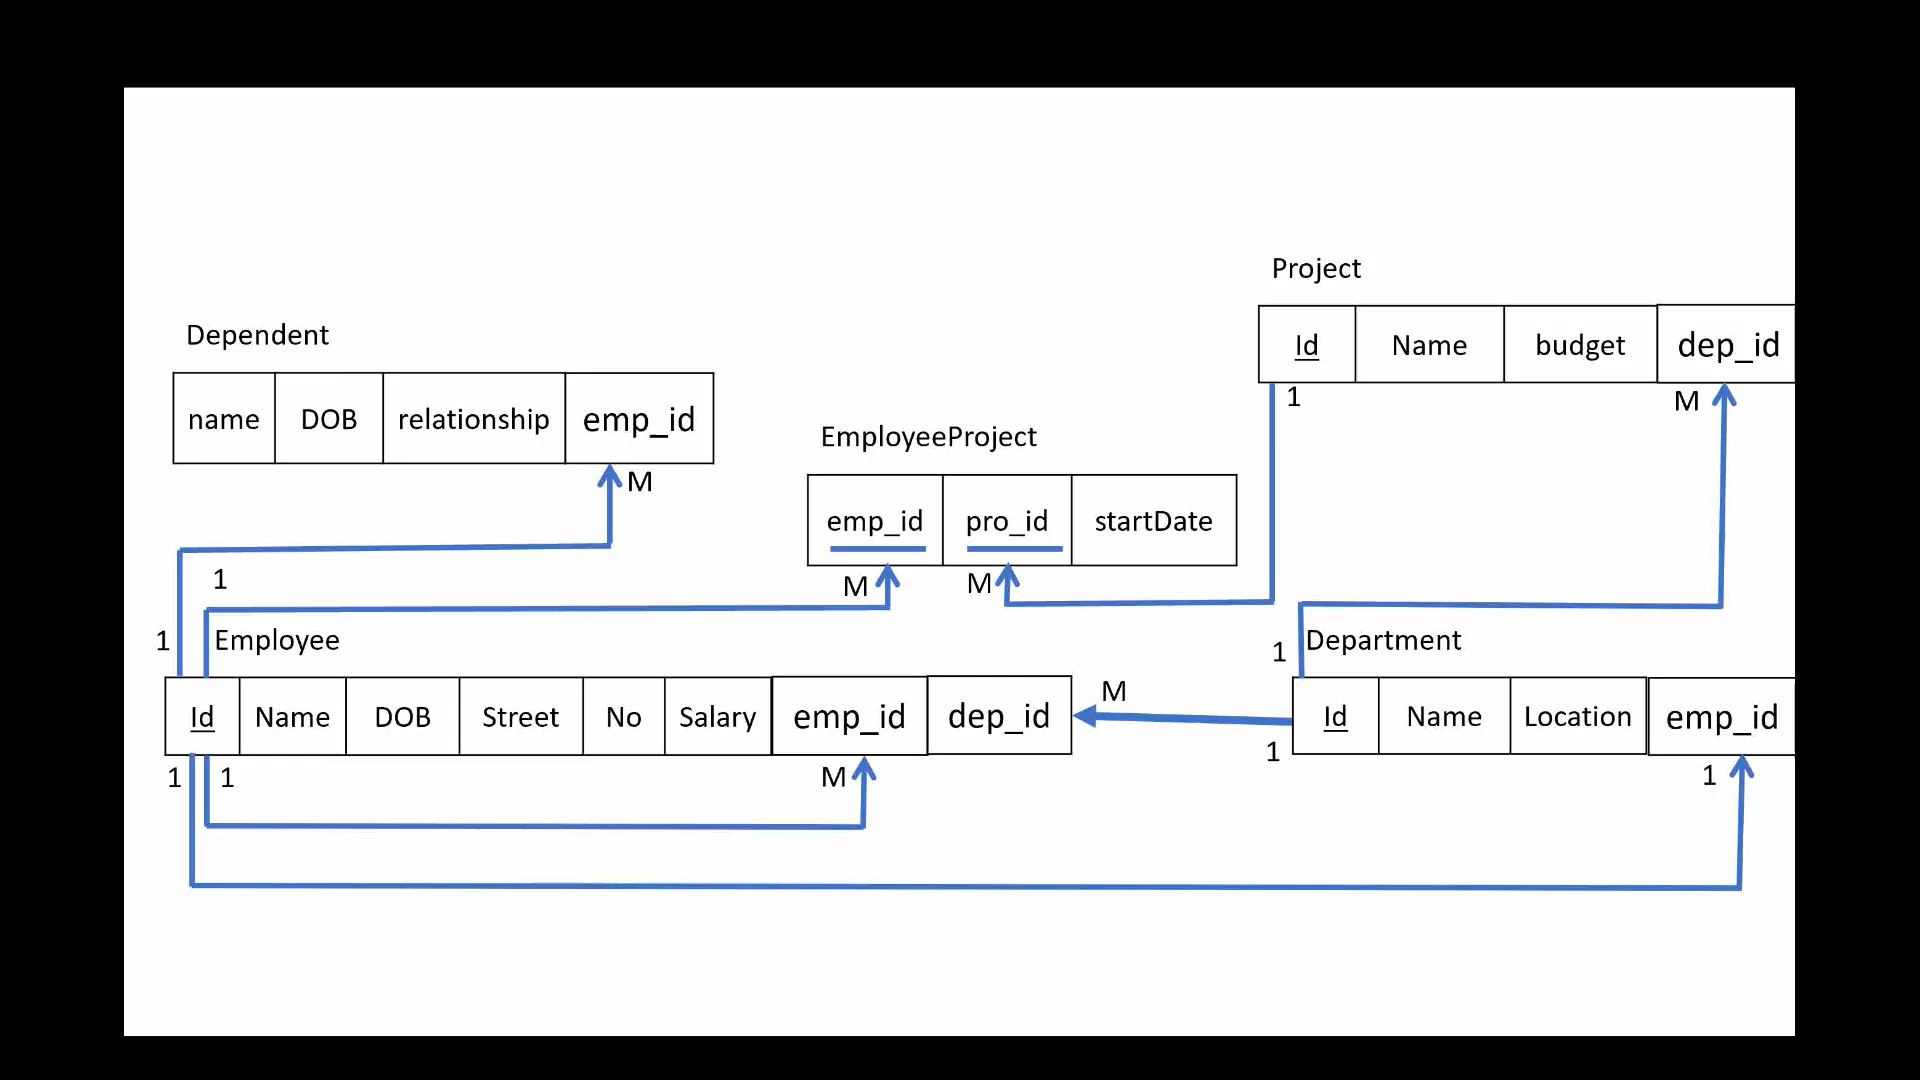 Project
Id Name budget dep_id
1 M
Dependent
name DOB relationship emp_id
M
EmployeeProject
emp_id pro_id startDate
M M
1
1 Employee
1 Department
Id Name DOB Street No Salary emp_id dep_id
M
1
Id Name Location emp_id
1 1 M
1